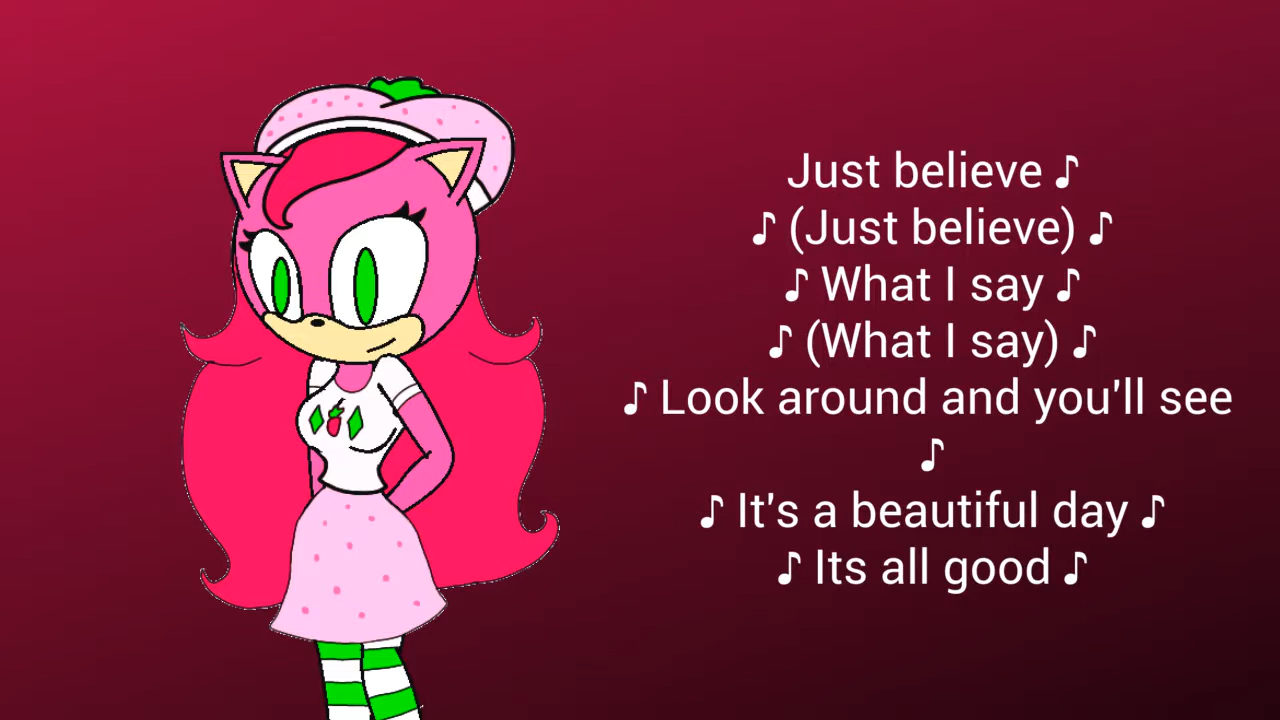 Just believe ♪
♪ (Just believe) ♪
♪ What I say ♪
♪ (What I say) ♪
♪ Look around and you'll see
♪
♪ It's a beautiful day ♪
♪ Its all good ♪